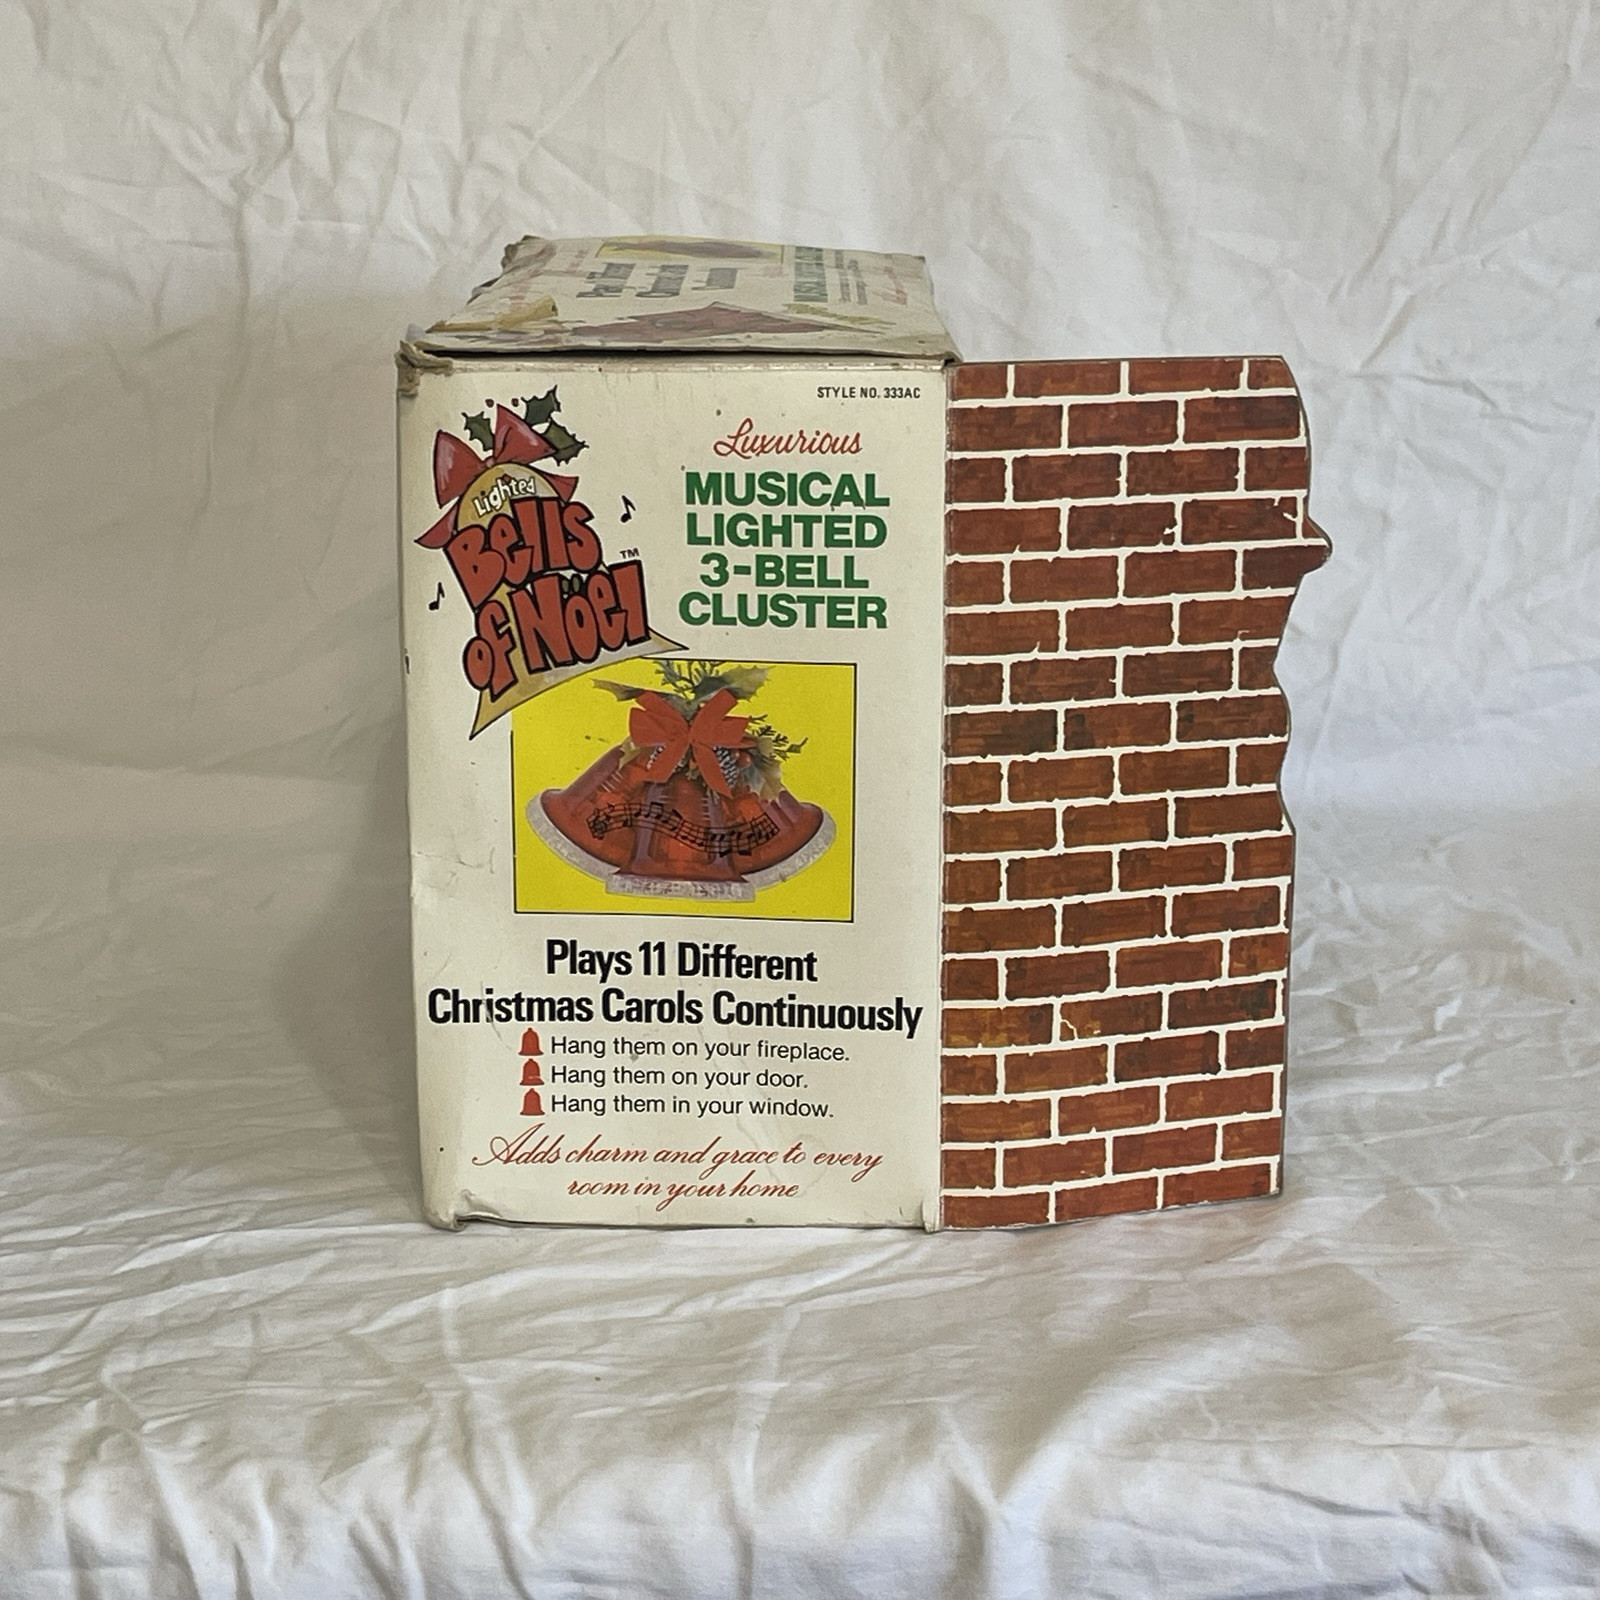 STYLE NO. 333AC
Lighted
Bells
of Nöel
TM
Luxurious
MUSICAL
LIGHTED
3-BELL
CLUSTER
Plays 11 Different
Christmas Carols Continuously
Hang them on your fireplace.
Hang them on your door.
Hang them in your window.
Adds charm and grace to every
room in your home